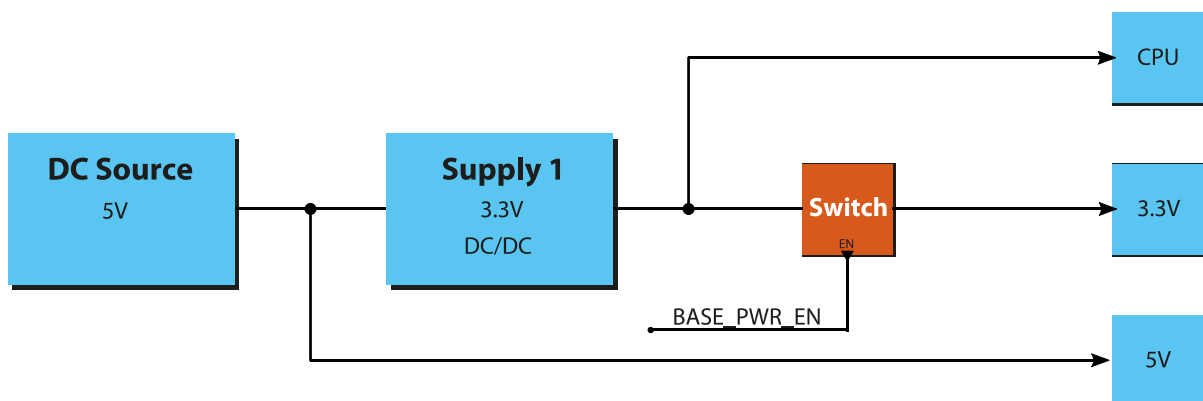 CPU
DC Source
5V
Supply 1
3.3V
DC/DC
Switch
EN
3.3V
BASE_PWR_EN
5V